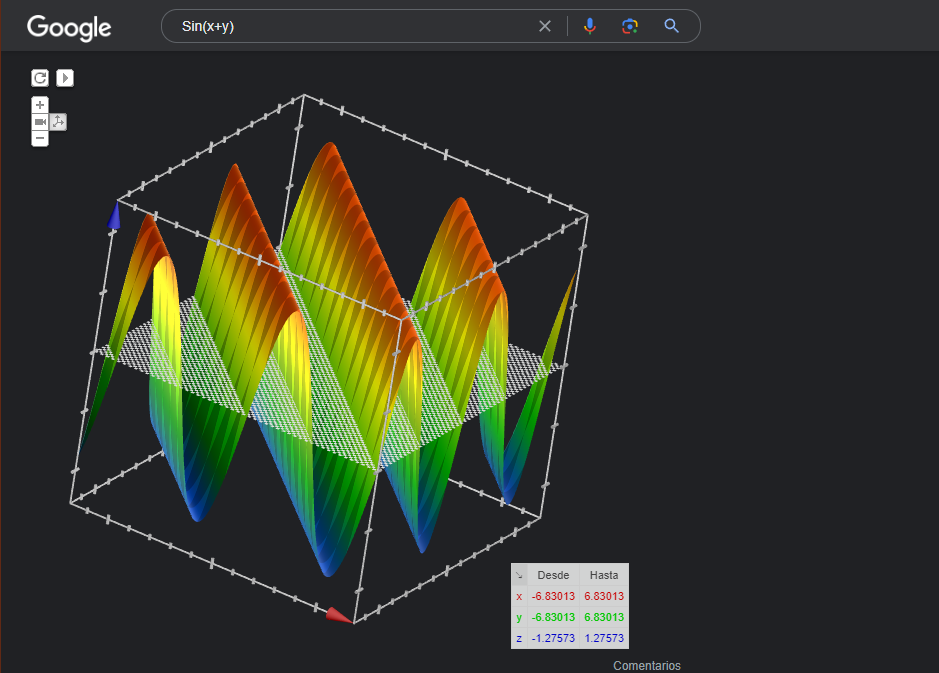 Google
Sin(x+y)
Desde Hasta
x -6.83013 6.83013
y -6.83013 6.83013
z -1.27573 1.27573
Comentarios